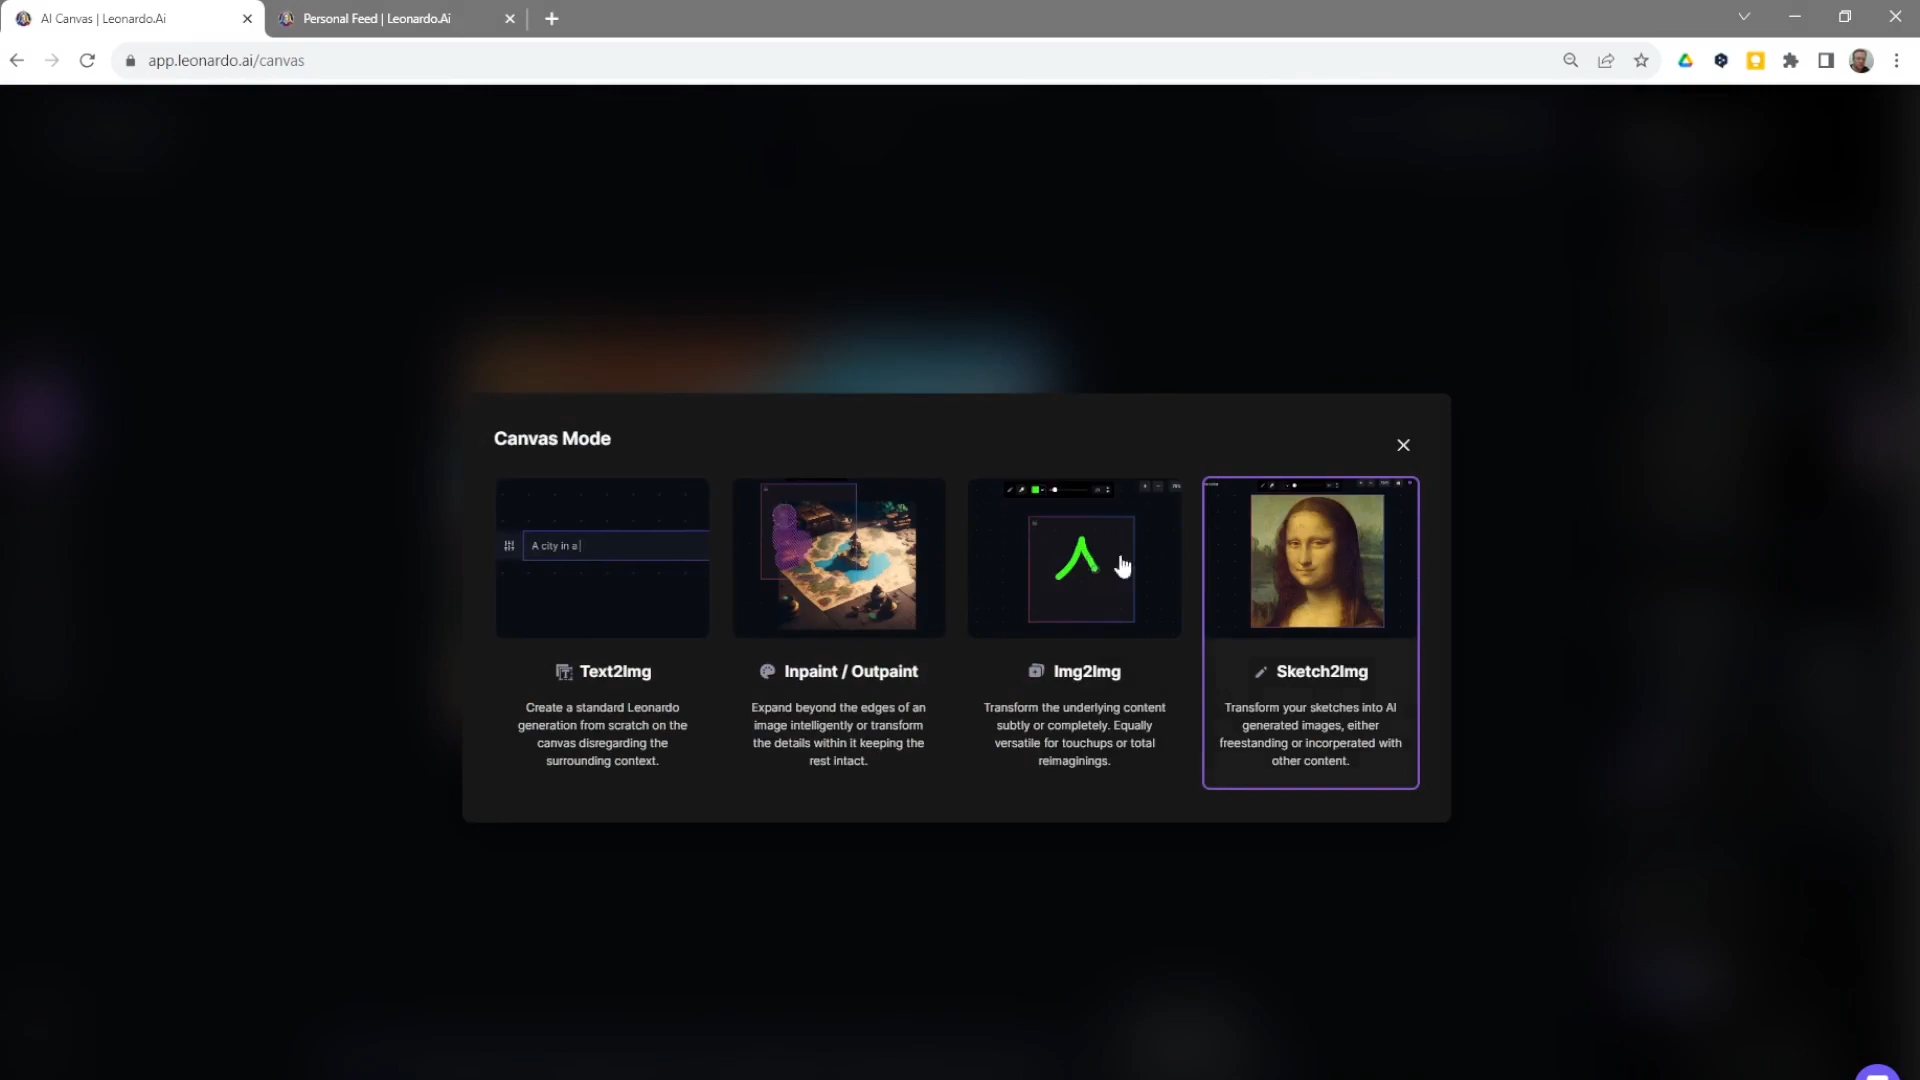 AI Canvas | Leonardo.Ai
Personal Feed | Leonardo.Ai
app.leonardo.ai/canvas
Canvas Mode
A city in a
Text2Img
Create a standard Leonardo
generation from scratch on the
canvas disregarding the
surrounding context.
Inpaint / Outpaint
Expand beyond the edges of an
image intelligently or transform
the details within it keeping the
rest intact.
Img2Img
Transform the underlying content
subtly or completely. Equally
versatile for touchups or total
reimaginings.
Sketch2Img
Transform your sketches into AI
generated images, either
freestanding or incorperated with
other content.